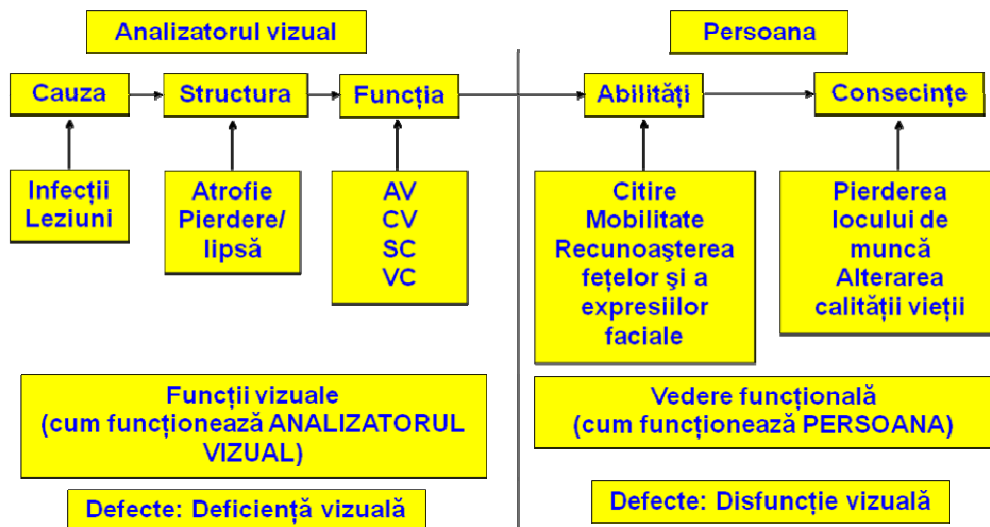 Analizatorul vizual
Persoana
Cauza
Structura
Funcția
Abilități
Consecințe
Infecții
Leziuni
Atrofie
Pierdere/
lipsă
AV
CV
SC
VC
Citire
Mobilitate
Recunoaşterea
fețelor şi a
expresiilor
faciale
Pierderea
locului de
muncă
Alterarea
calității vieții
Funcții vizuale
(cum funcționează ANALIZATORUL
VIZUAL)
Vedere funcțională
(cum funcționează PERSOANA)
Defecte: Deficiență vizuală
Defecte: Disfuncție vizuală